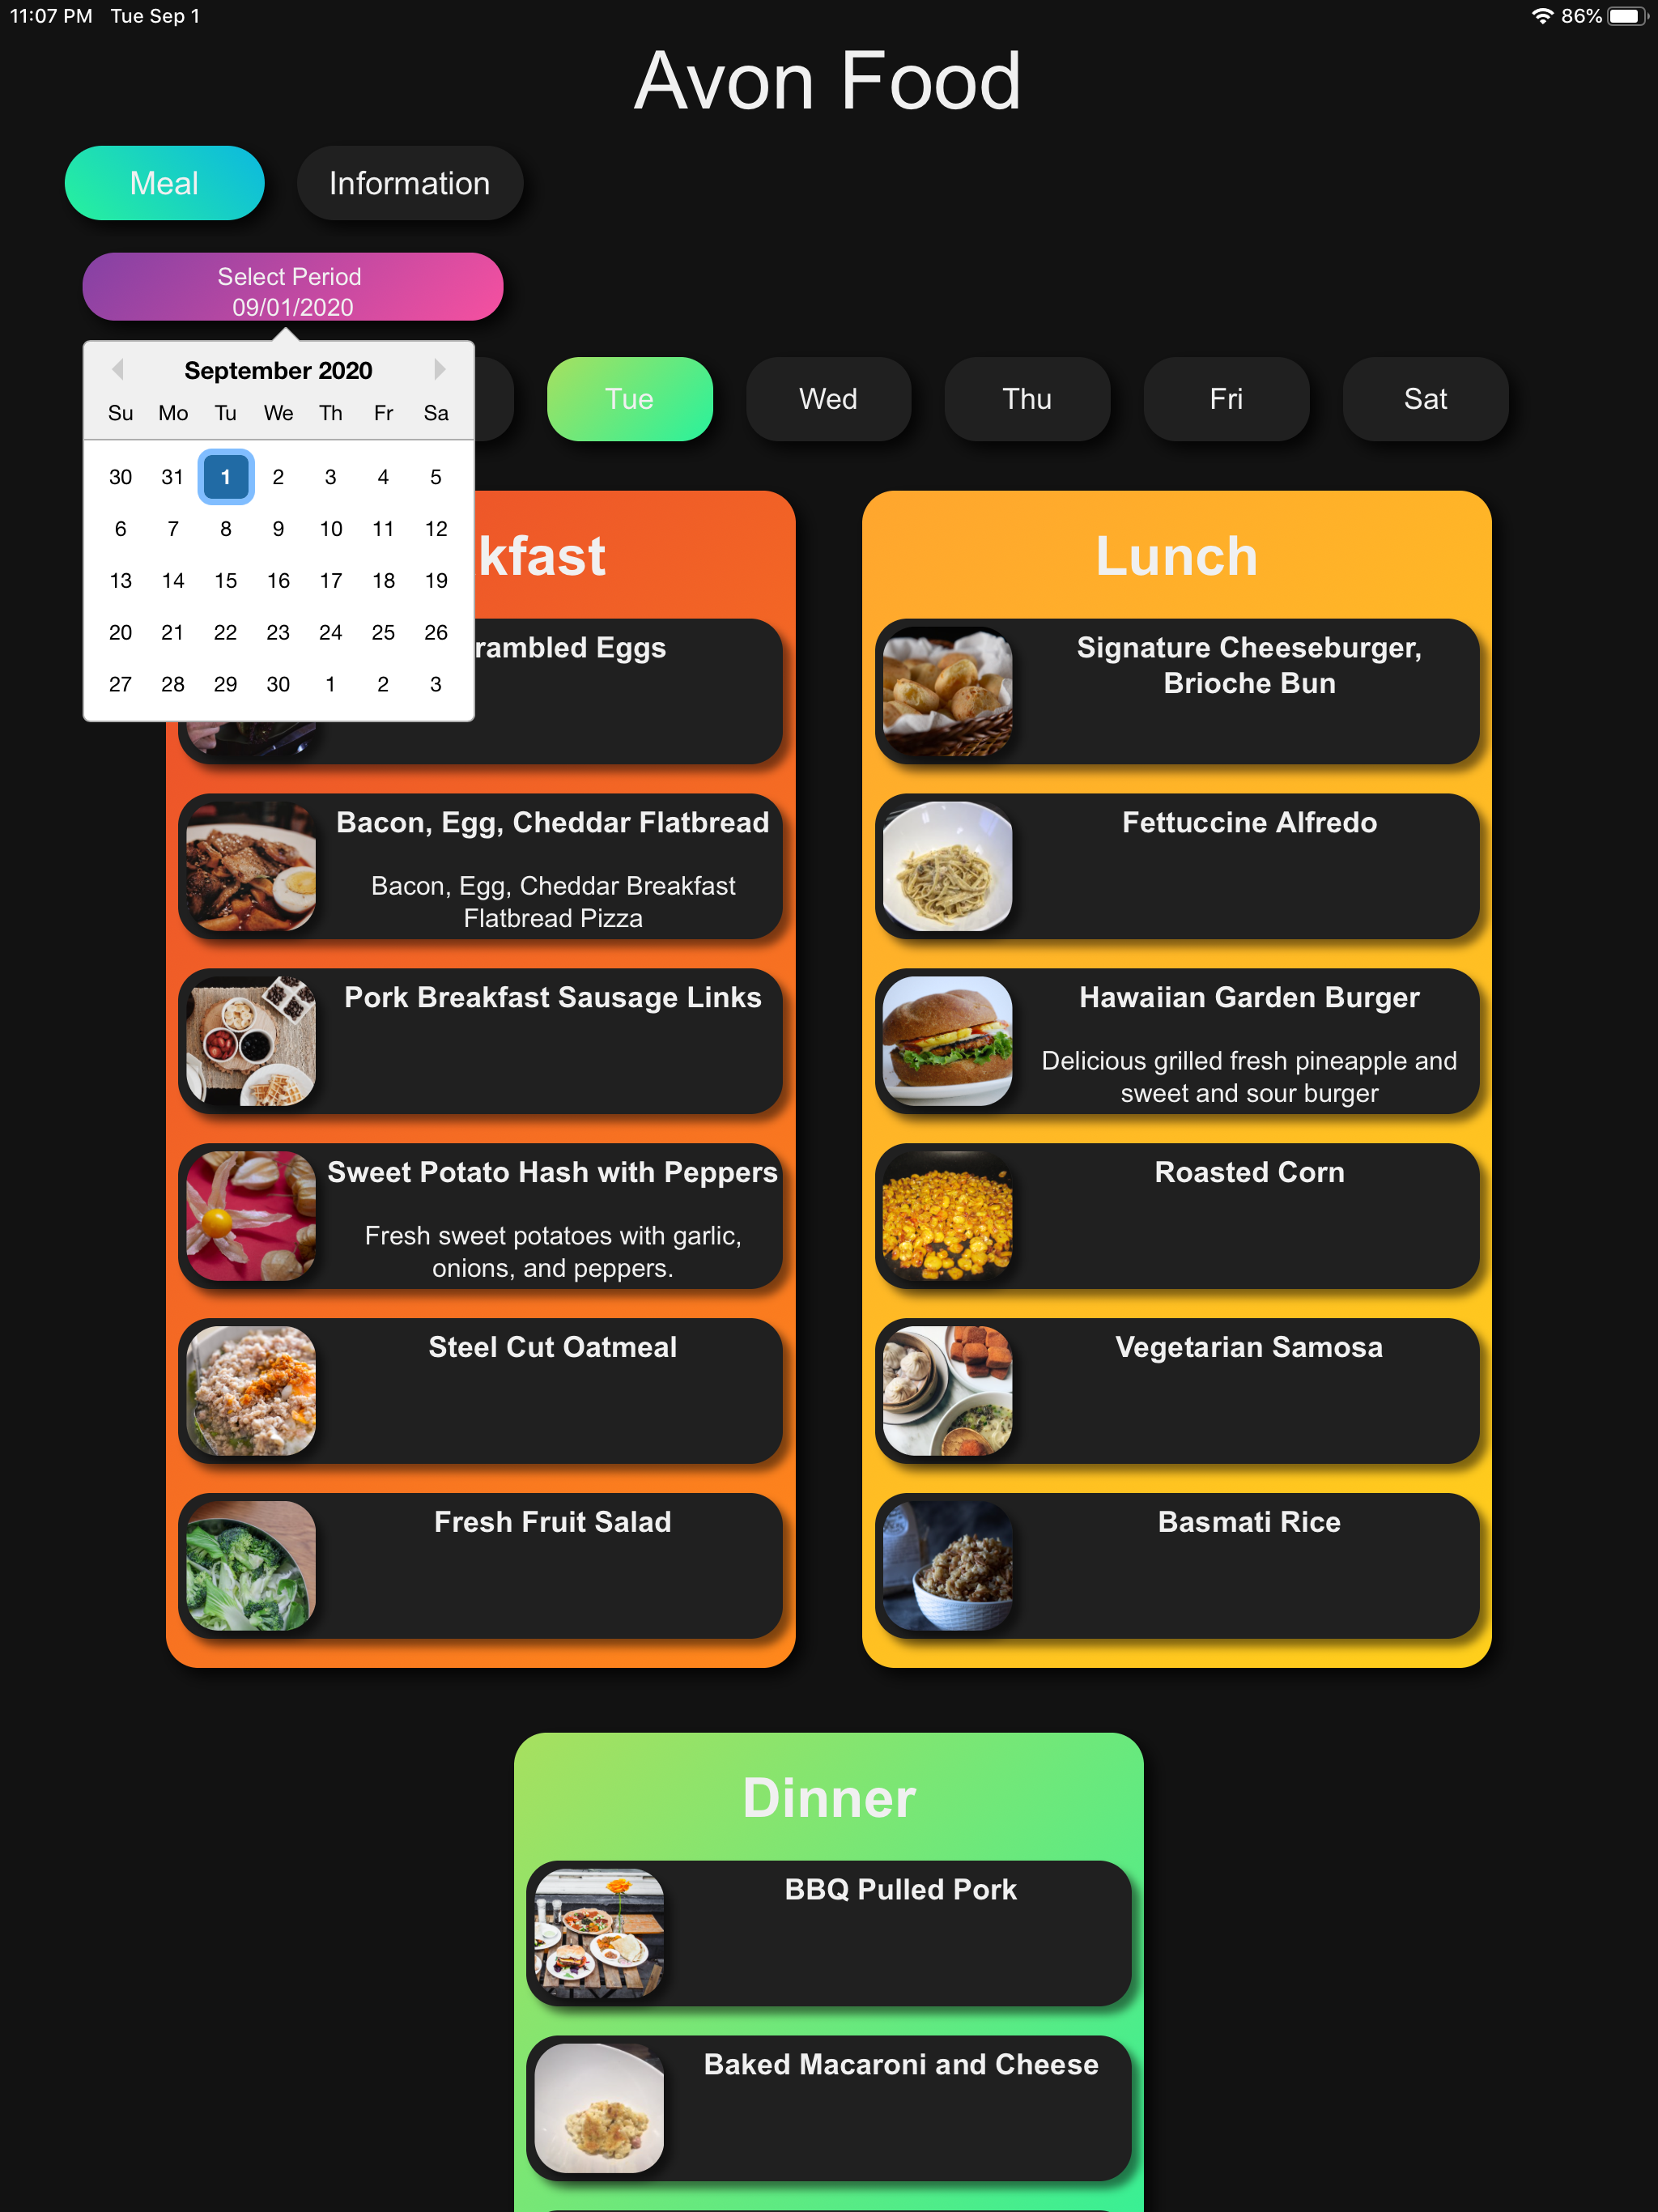 11:07 PM Tue Sep 1
86%
Avon Food
Meal
Information
Select Period
09/01/2020
September 2020
Su Mo Tu We Th Fr Sa
30 31 1 2 3 4 5
6 7 8 9 10 11 12
13 14 15 16 17 18 19
20 21 22 23 24 25 26
27 28 29 30 1 2 3
Tue
Wed
Thu
Fri
Sat
kfast
rambled Eggs
Bacon, Egg, Cheddar Flatbread
Bacon, Egg, Cheddar Breakfast
Flatbread Pizza
Pork Breakfast Sausage Links
Sweet Potato Hash with Peppers
Fresh sweet potatoes with garlic,
onions, and peppers.
Steel Cut Oatmeal
Fresh Fruit Salad
Lunch
Signature Cheeseburger,
Brioche Bun
Fettuccine Alfredo
Hawaiian Garden Burger
Delicious grilled fresh pineapple and
sweet and sour burger
Roasted Corn
Vegetarian Samosa
Basmati Rice
Dinner
BBQ Pulled Pork
Baked Macaroni and Cheese